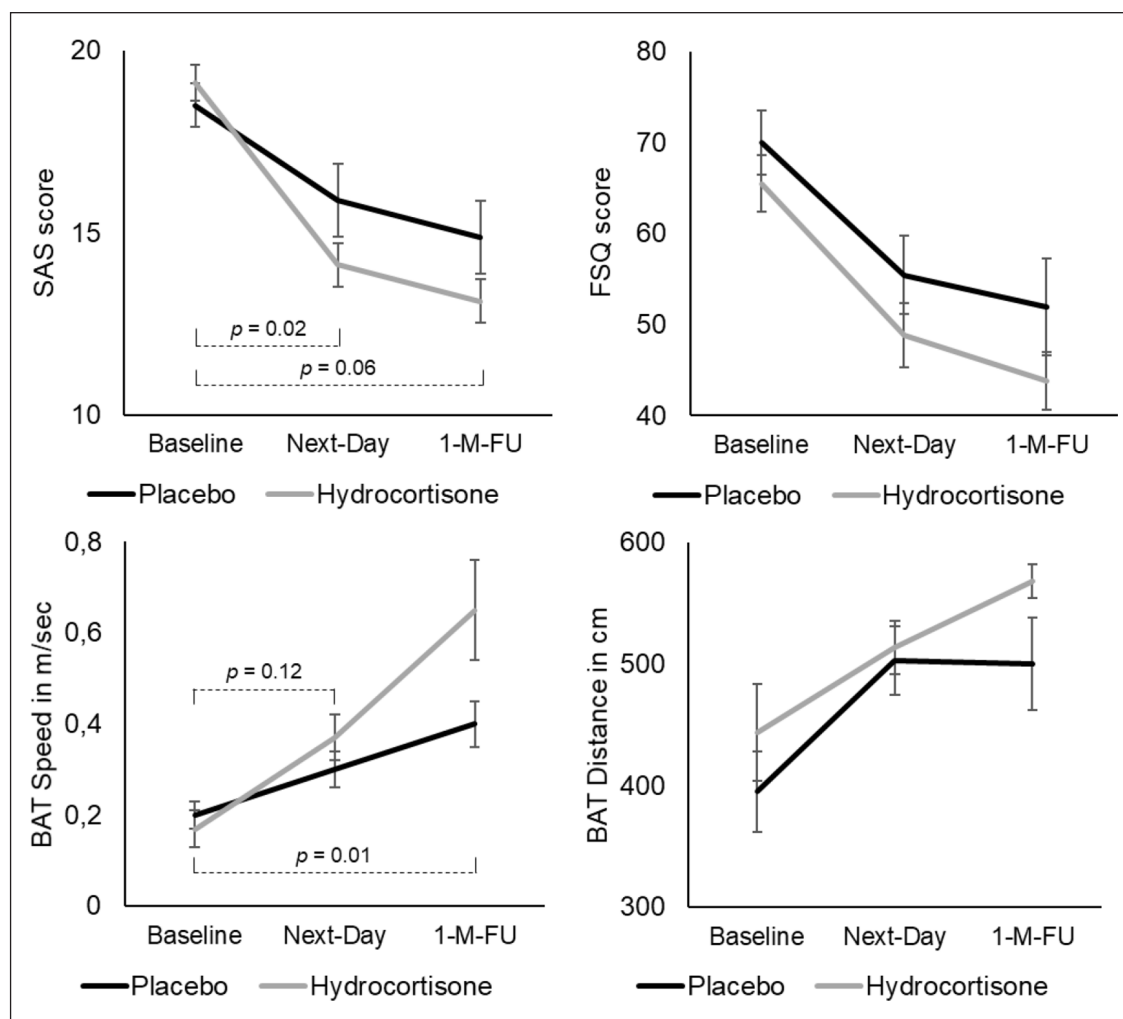 SAS score
20
15
10
p = 0.02
p = 0.06
Baseline Next-Day 1-M-FU
Placebo Hydrocortisone
FSQ score
80
70
60
50
40
Baseline Next-Day 1-M-FU
Placebo Hydrocortisone
BAT Speed in m/sec
0,8
0,6
0,4
0,2
0
p = 0.12
p = 0.01
Baseline Next-Day 1-M-FU
Placebo Hydrocortisone
BAT Distance in cm
600
500
400
300
Baseline Next-Day 1-M-FU
Placebo Hydrocortisone